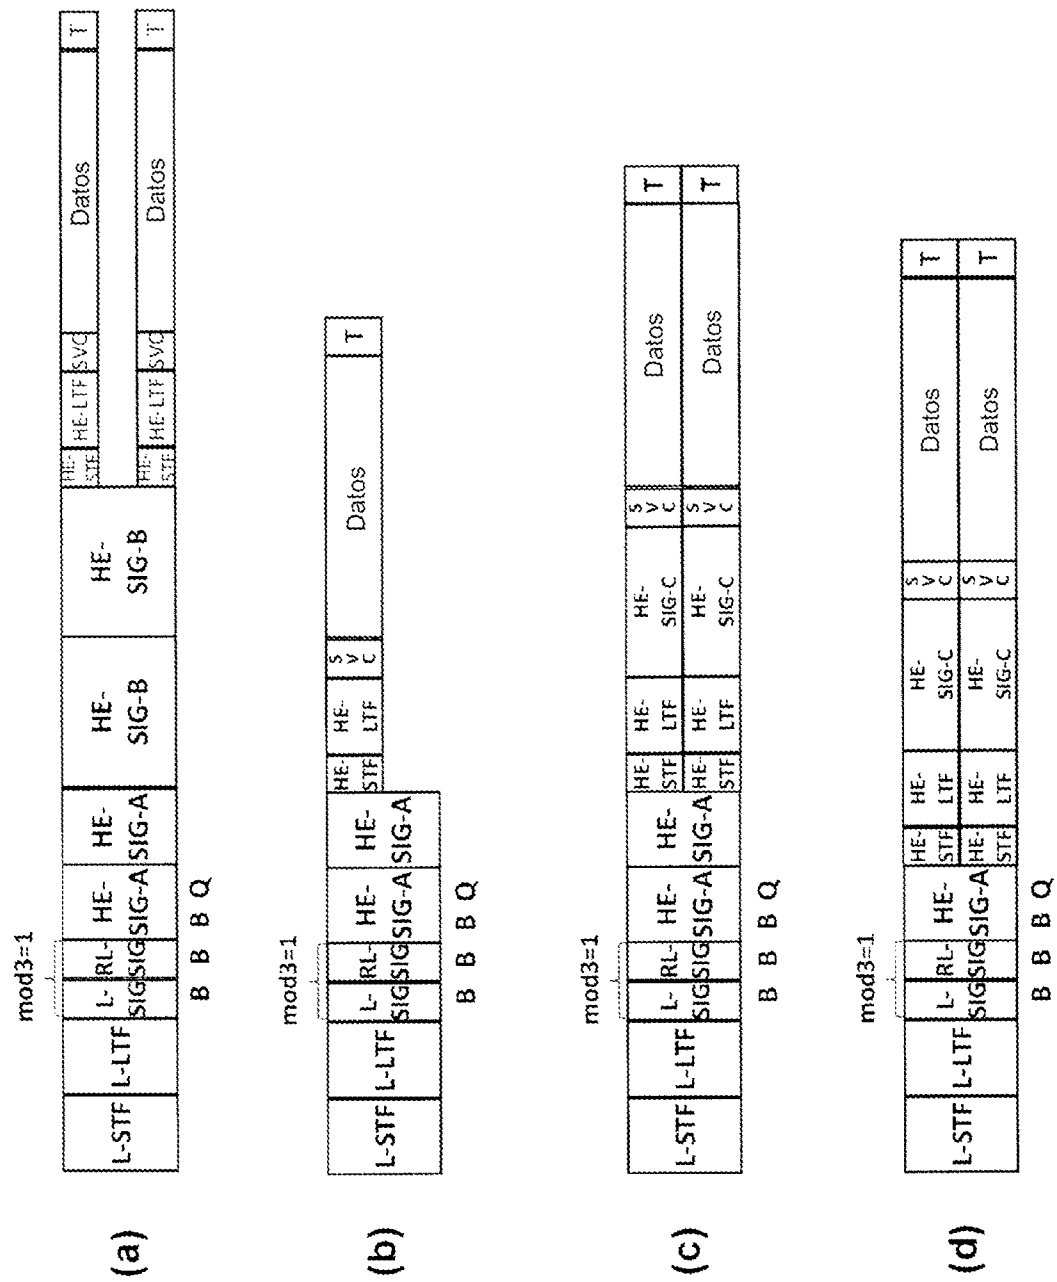 mod3=1
L-STF L-LTF L-SIG RL-SIG HE-SIG-A HE-SIG-A HE-SIG-B HE-SIG-B HE-STF HE-LTF SVC Datos T
HE-STF HE-LTF SVC Datos T
B B B Q
(a)
mod3=1
L-STF L-LTF L-SIG RL-SIG HE-SIG-A HE-SIG-A HE-STF HE-LTF SVC Datos T
B B B Q
(b)
mod3=1
L-STF L-LTF L-SIG RL-SIG HE-SIG-A HE-SIG-A HE-STF HE-LTF HE-SIG-C SVC Datos T
HE-STF HE-LTF HE-SIG-C SVC Datos T
B B B Q
(c)
mod3=1
L-STF L-LTF L-SIG RL-SIG HE-SIG-A HE-STF HE-LTF HE-SIG-C SVC Datos T
HE-STF HE-LTF HE-SIG-C SVC Datos T
B B B Q
(d)